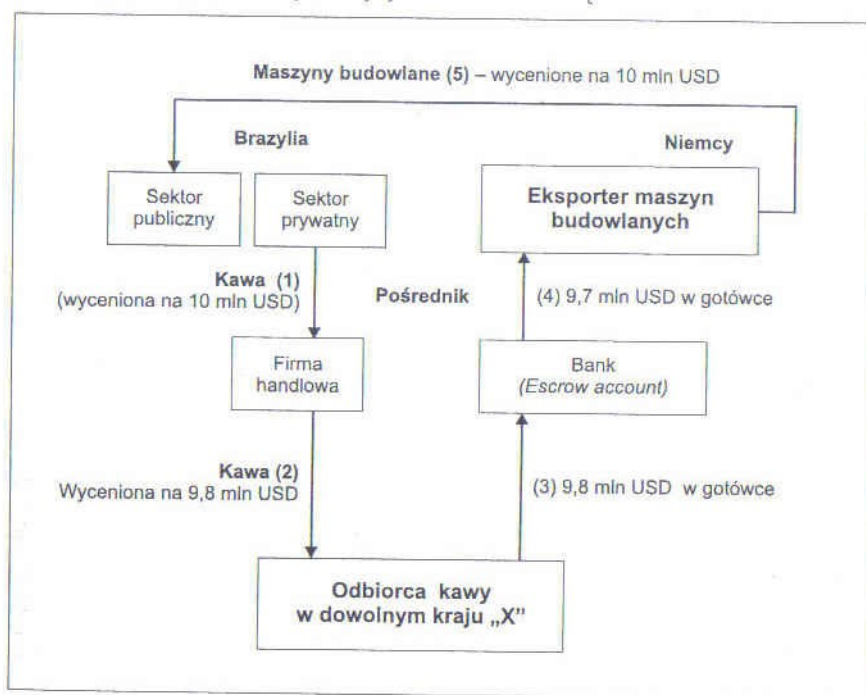 Maszyny budowlane (5) – wycenione na 10 mln USD
Brazylia
Niemcy
Sektor
publiczny
Sektor
prywatny
Eksporter maszyn
budowlanych
Kawa (1)
(wyceniona na 10 mln USD)
Pośrednik
(4) 9,7 mln USD w gotówce
Firma
handlowa
Bank
(Escrow account)
Kawa (2)
Wyceniona na 9,8 mln USD
(3) 9,8 mln USD w gotówce
Odbiorca kawy
w dowolnym kraju „X”